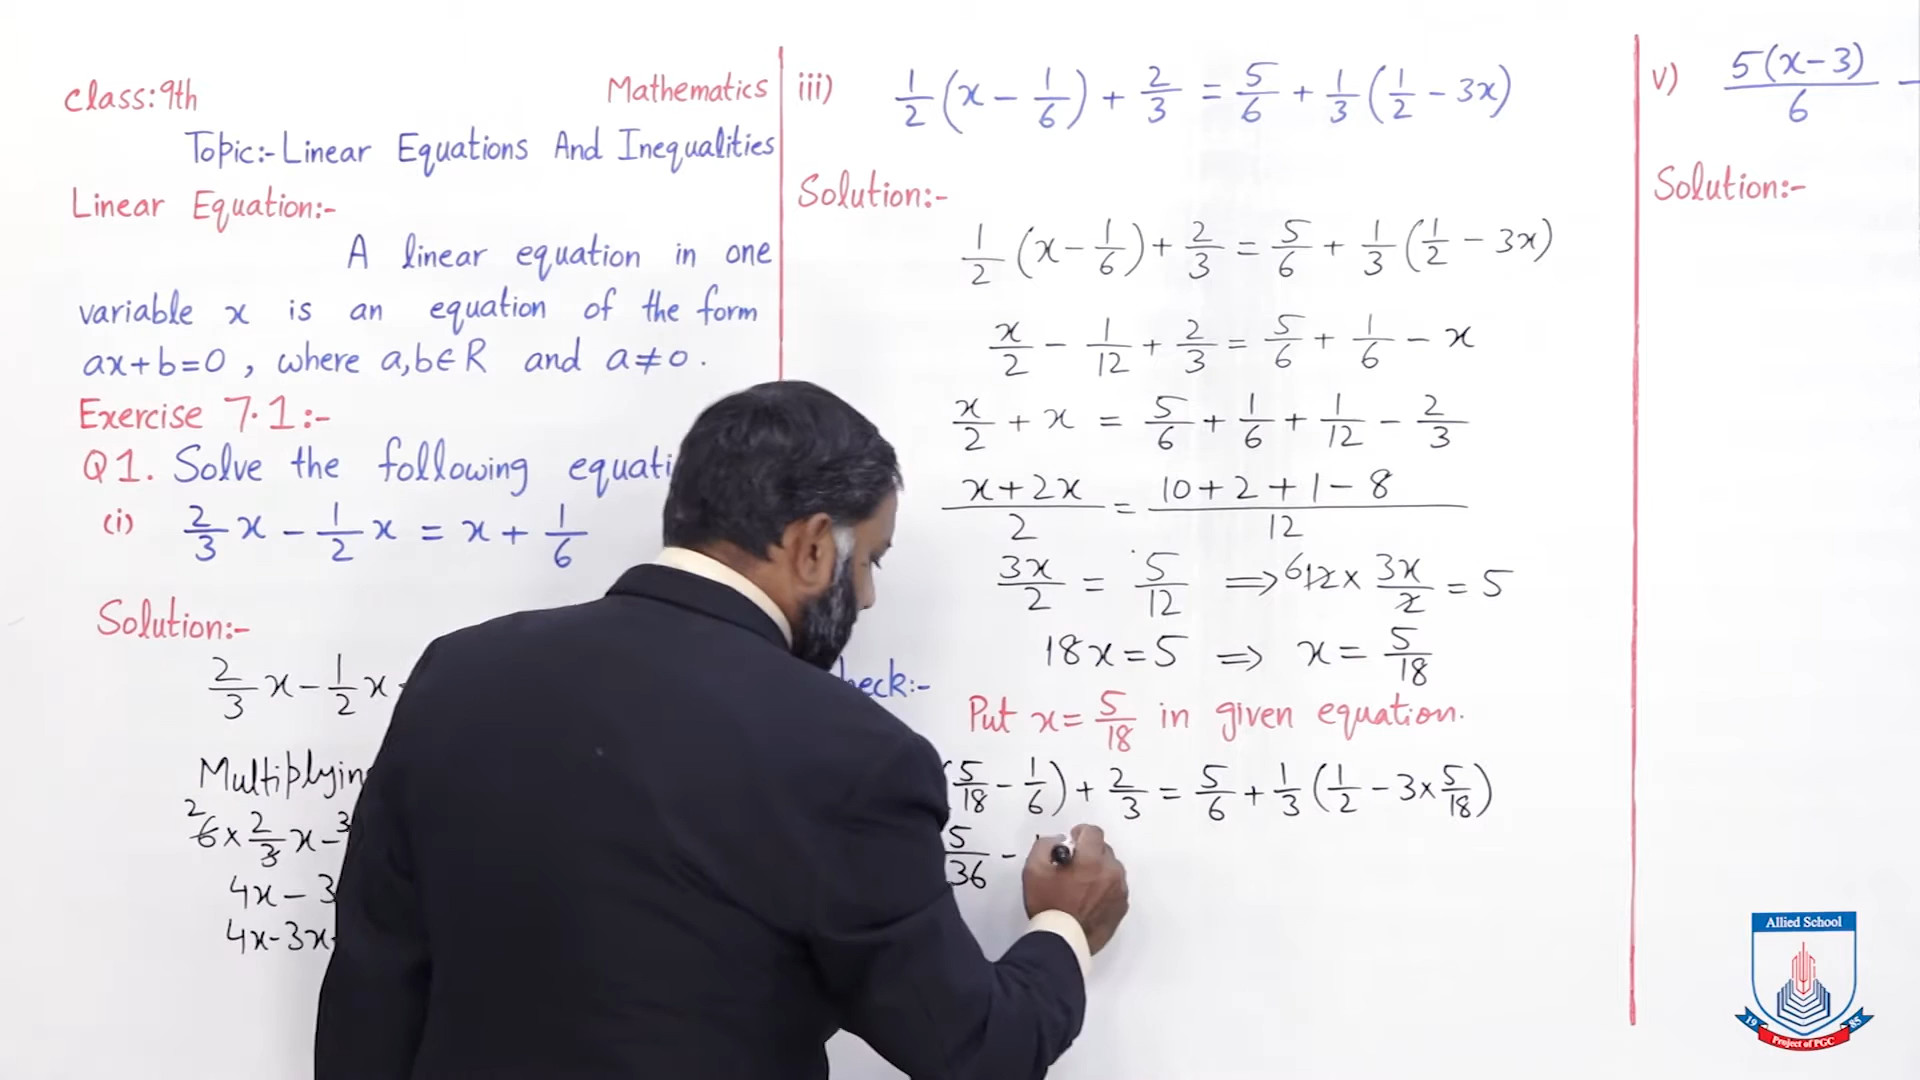 Class:9th Mathematics
Topic:- Linear Equations And Inequalities
Linear Equation:-
A linear equation in one
variable x is an equation of the form
ax+b=0, where a,b∈R and a≠0.
Exercise 7.1:-
Q1. Solve the following
(i) 2/3 x - 1/2 x = x + 1/6
Solution:-
2/3 x - 1/2 x
Multiplying
2 6 × 2/3 x - 3
4x - 3
4x-3x
iii) 1/2 (x - 1/6) + 2/3 = 5/6 + 1/3 (1/2 - 3x)
Solution:-
1/2 (x - 1/6) + 2/3 = 5/6 + 1/3 (1/2 - 3x)
x/2 - 1/12 + 2/3 = 5/6 + 1/6 - x
x/2 + x = 5/6 + 1/6 + 1/12 - 2/3
x+2x/2 = 10+2+1-8/12
3x/2 = 5/12 ⇒ 6 12 × 3x/2 = 5
18x = 5 ⇒ x = 5/18
Put x = 5/18 in given equation.
(5/18 - 1/6) + 2/3 = 5/6 + 1/3 (1/2 - 3 × 5/18)
5/36 -
v) 5(x-3)/6 -
Solution:-
Allied School
19 85
Project of PGC